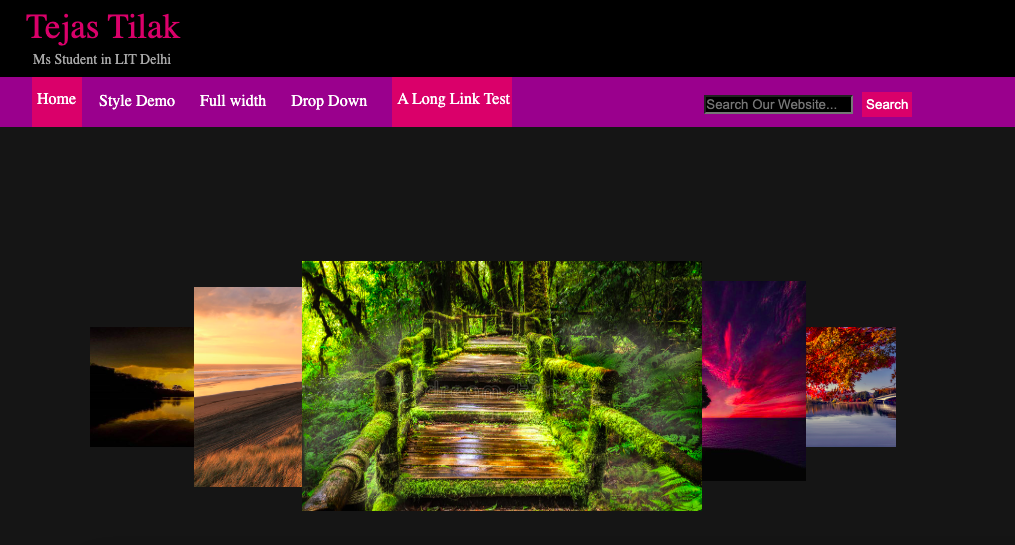 Tejas Tilak
Ms Student in LIT Delhi
Home Style Demo Full width Drop Down A Long Link Test Search Our Website... Search